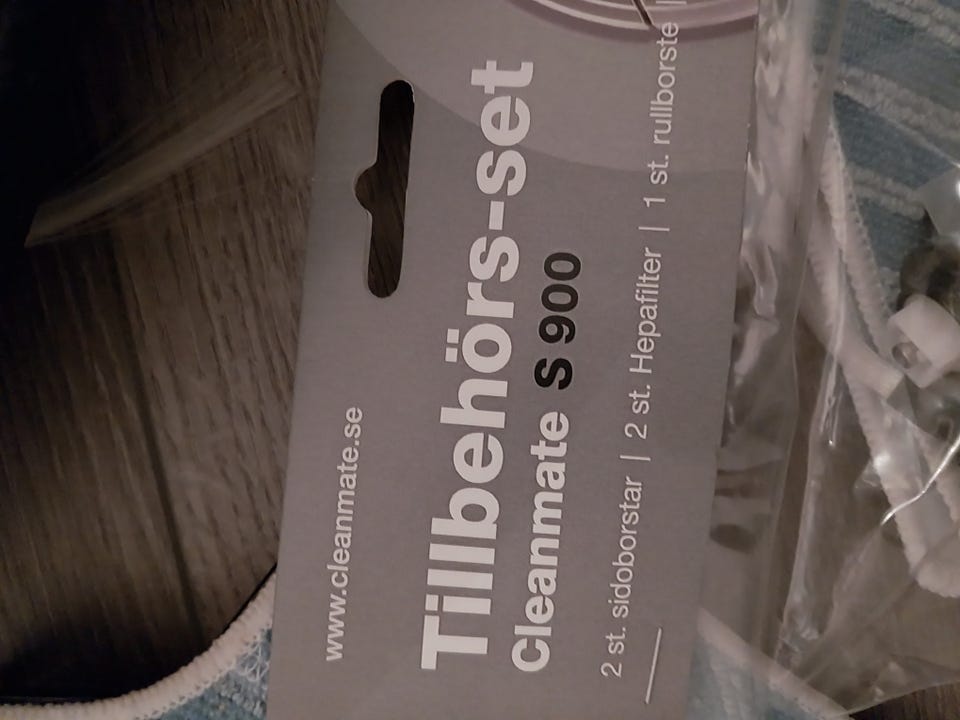 www.cleanmate.se
Tillbehörs-set
Cleanmate S 900
2 st. sidoborstar | 2 st. Hepafilter | 1 st. rullborste |